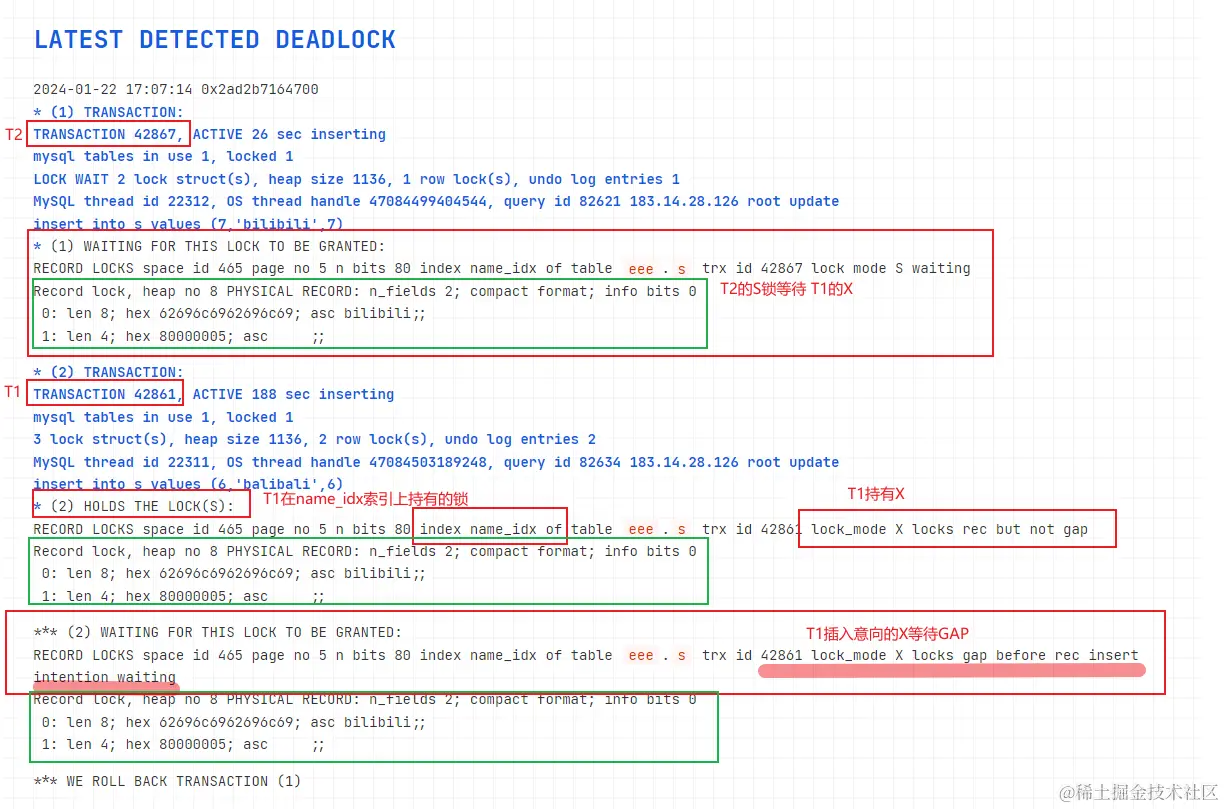 LATEST DETECTED DEADLOCK
2024-01-22 17:07:14 0x2ad2b7164700
* (1) TRANSACTION:
T2 TRANSACTION 42867, ACTIVE 26 sec inserting
mysql tables in use 1, locked 1
LOCK WAIT 2 lock struct(s), heap size 1136, 1 row lock(s), undo log entries 1
MySQL thread id 22312, OS thread handle 47084499404544, query id 82621 183.14.28.126 root update
insert into s values (7,'bilibili',7)
* (1) WAITING FOR THIS LOCK TO BE GRANTED:
RECORD LOCKS space id 465 page no 5 n bits 80 index name_idx of table eee . s trx id 42867 lock mode S waiting
Record lock, heap no 8 PHYSICAL RECORD: n_fields 2; compact format; info bits 0 T2的S锁等待 T1的X
0: len 8; hex 62696c6962696c69; asc bilibili;;
1: len 4; hex 80000005; asc ;;
* (2) TRANSACTION:
T1 TRANSACTION 42861, ACTIVE 188 sec inserting
mysql tables in use 1, locked 1
3 lock struct(s), heap size 1136, 2 row lock(s), undo log entries 2
MySQL thread id 22311, OS thread handle 47084503189248, query id 82634 183.14.28.126 root update
insert into s values (6,'balibali',6)
* (2) HOLDS THE LOCK(S): T1在name_idx索引上持有的锁 T1持有X
RECORD LOCKS space id 465 page no 5 n bits 80 index name_idx of table eee . s trx id 42861 lock_mode X locks rec but not gap
Record lock, heap no 8 PHYSICAL RECORD: n_fields 2; compact format; info bits 0
0: len 8; hex 62696c6962696c69; asc bilibili;;
1: len 4; hex 80000005; asc ;;
*** (2) WAITING FOR THIS LOCK TO BE GRANTED: T1插入意向的X等待GAP
RECORD LOCKS space id 465 page no 5 n bits 80 index name_idx of table eee . s trx id 42861 lock_mode X locks gap before rec insert
intention waiting
Record lock, heap no 8 PHYSICAL RECORD: n_fields 2; compact format; info bits 0
0: len 8; hex 62696c6962696c69; asc bilibili;;
1: len 4; hex 80000005; asc ;;
*** WE ROLL BACK TRANSACTION (1)
@稀土掘金技术社区